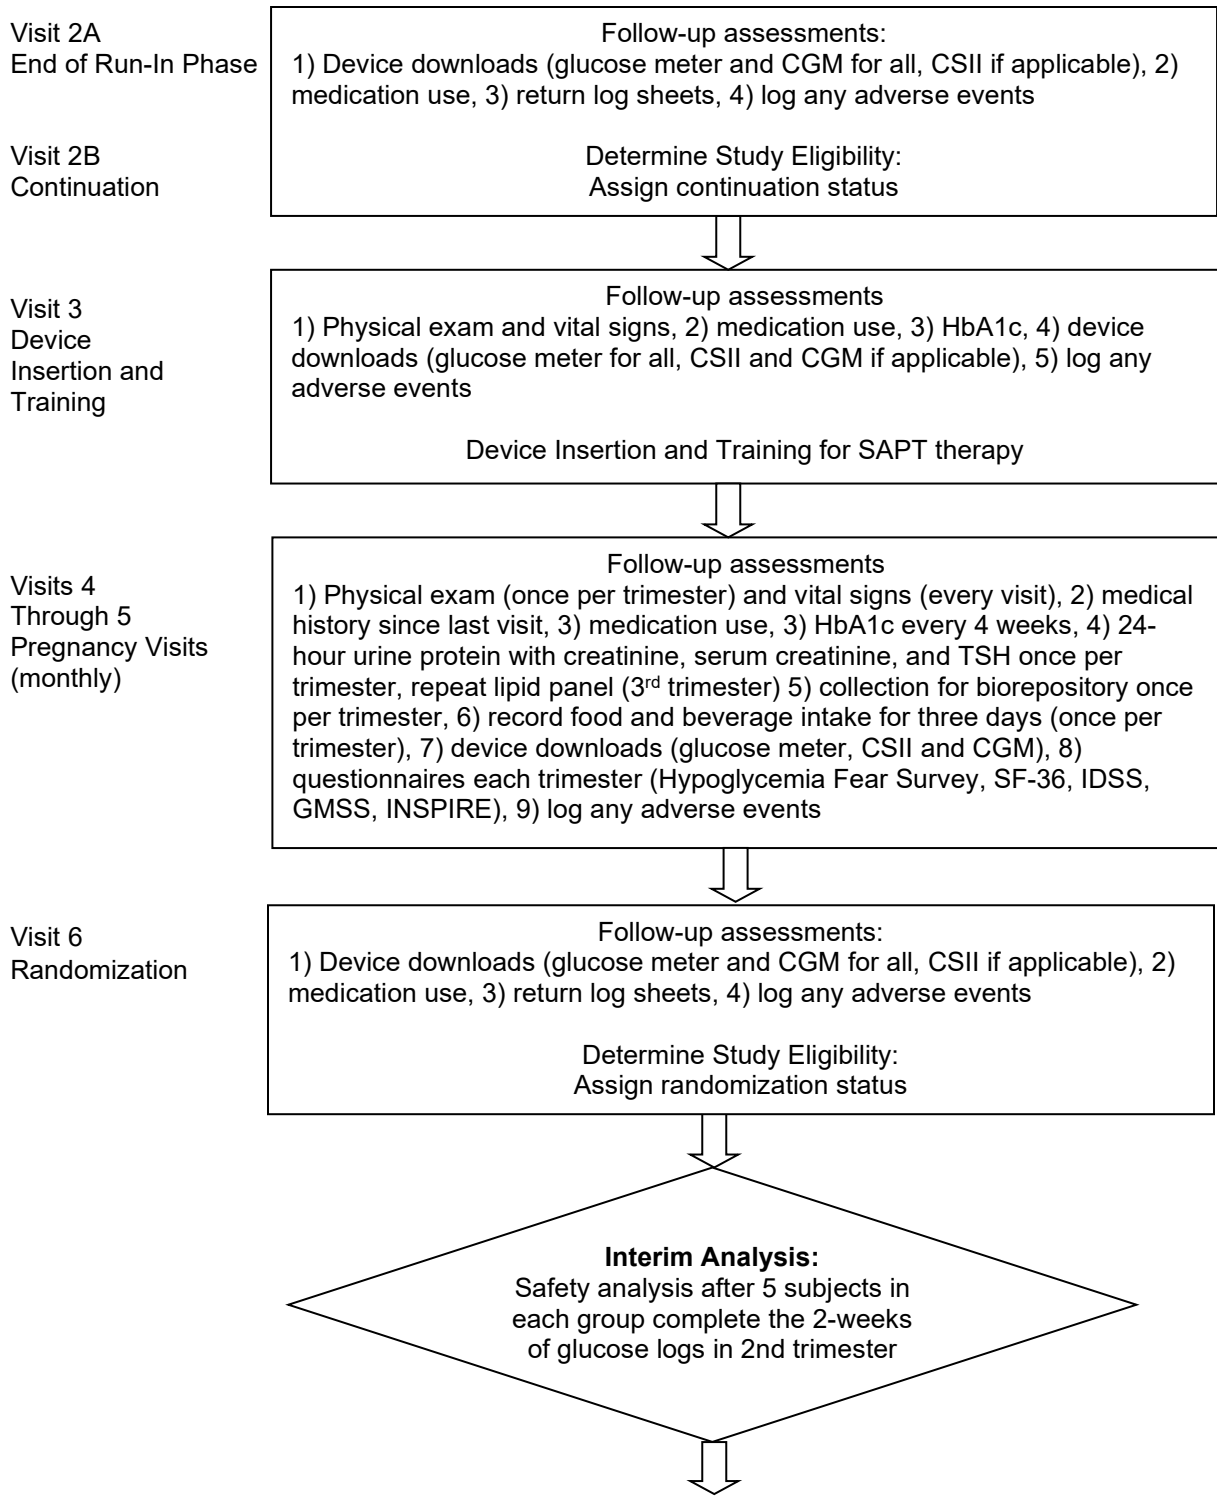 Visit 2A
End of Run-In Phase
Follow-up assessments:
1) Device downloads (glucose meter and CGM for all, CSII if applicable), 2)
medication use, 3) return log sheets, 4) log any adverse events
Visit 2B
Continuation
Determine Study Eligibility:
Assign continuation status
Visit 3
Device
Insertion and
Training
Follow-up assessments
1) Physical exam and vital signs, 2) medication use, 3) HbA1c, 4) device
downloads (glucose meter for all, CSII and CGM if applicable), 5) log any
adverse events
Device Insertion and Training for SAPT therapy
Visits 4
Through 5
Pregnancy Visits
(monthly)
Follow-up assessments
1) Physical exam (once per trimester) and vital signs (every visit), 2) medical
history since last visit, 3) medication use, 3) HbA1c every 4 weeks, 4) 24-
hour urine protein with creatinine, serum creatinine, and TSH once per
trimester, repeat lipid panel (3rd trimester) 5) collection for biorepository once
per trimester, 6) record food and beverage intake for three days (once per
trimester), 7) device downloads (glucose meter, CSII and CGM), 8)
questionnaires each trimester (Hypoglycemia Fear Survey, SF-36, IDSS,
GMSS, INSPIRE), 9) log any adverse events
Visit 6
Randomization
Follow-up assessments:
1) Device downloads (glucose meter and CGM for all, CSII if applicable), 2)
medication use, 3) return log sheets, 4) log any adverse events
Determine Study Eligibility:
Assign randomization status
Interim Analysis:
Safety analysis after 5 subjects in
each group complete the 2-weeks
of glucose logs in 2nd trimester